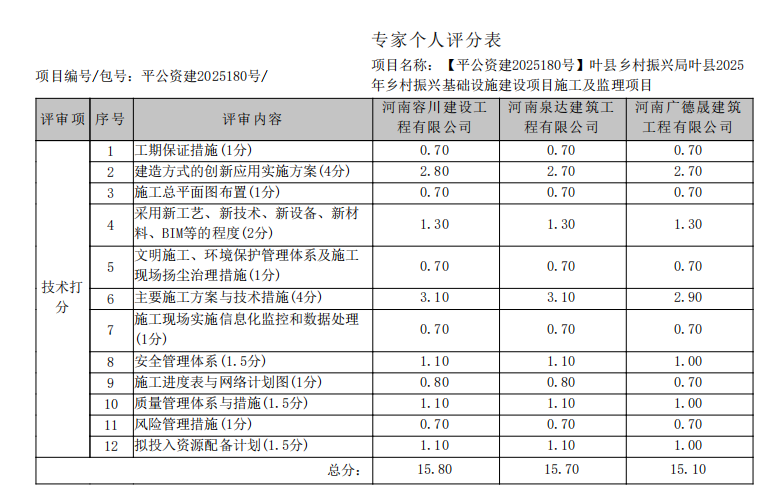 专家个人评分表
项目编号/包号: 平公资建2025180号/
项目名称: 【平公资建2025180号】叶县乡村振兴局叶县2025
年乡村振兴基础设施建设项目施工及监理项目
评审项 序号 评审内容 河南容川建设工程有限公司 河南泉达建筑工程有限公司 河南广德晟建筑工程有限公司
技术打分
1 工期保证措施(1分) 0.70 0.70 0.70
2 建造方式的创新应用实施方案(4分) 2.80 2.70 2.70
3 施工总平面图布置(1分) 0.70 0.70 0.70
4 采用新工艺、新技术、新设备、新材料、BIM等的程度(2分) 1.30 1.30 1.30
5 文明施工、环境保护管理体系及施工现场扬尘治理措施(1分) 0.70 0.70 0.70
6 主要施工方案与技术措施(4分) 3.10 3.10 2.90
7 施工现场实施信息化监控和数据处理(1分) 0.70 0.70 0.70
8 安全管理体系(1.5分) 1.10 1.10 1.00
9 施工进度表与网络计划图(1分) 0.80 0.80 0.70
10 质量管理体系与措施(1.5分) 1.10 1.10 1.00
11 风险管理措施(1分) 0.70 0.70 0.70
12 拟投入资源配备计划(1.5分) 1.10 1.10 1.00
总分: 15.80 15.70 15.10